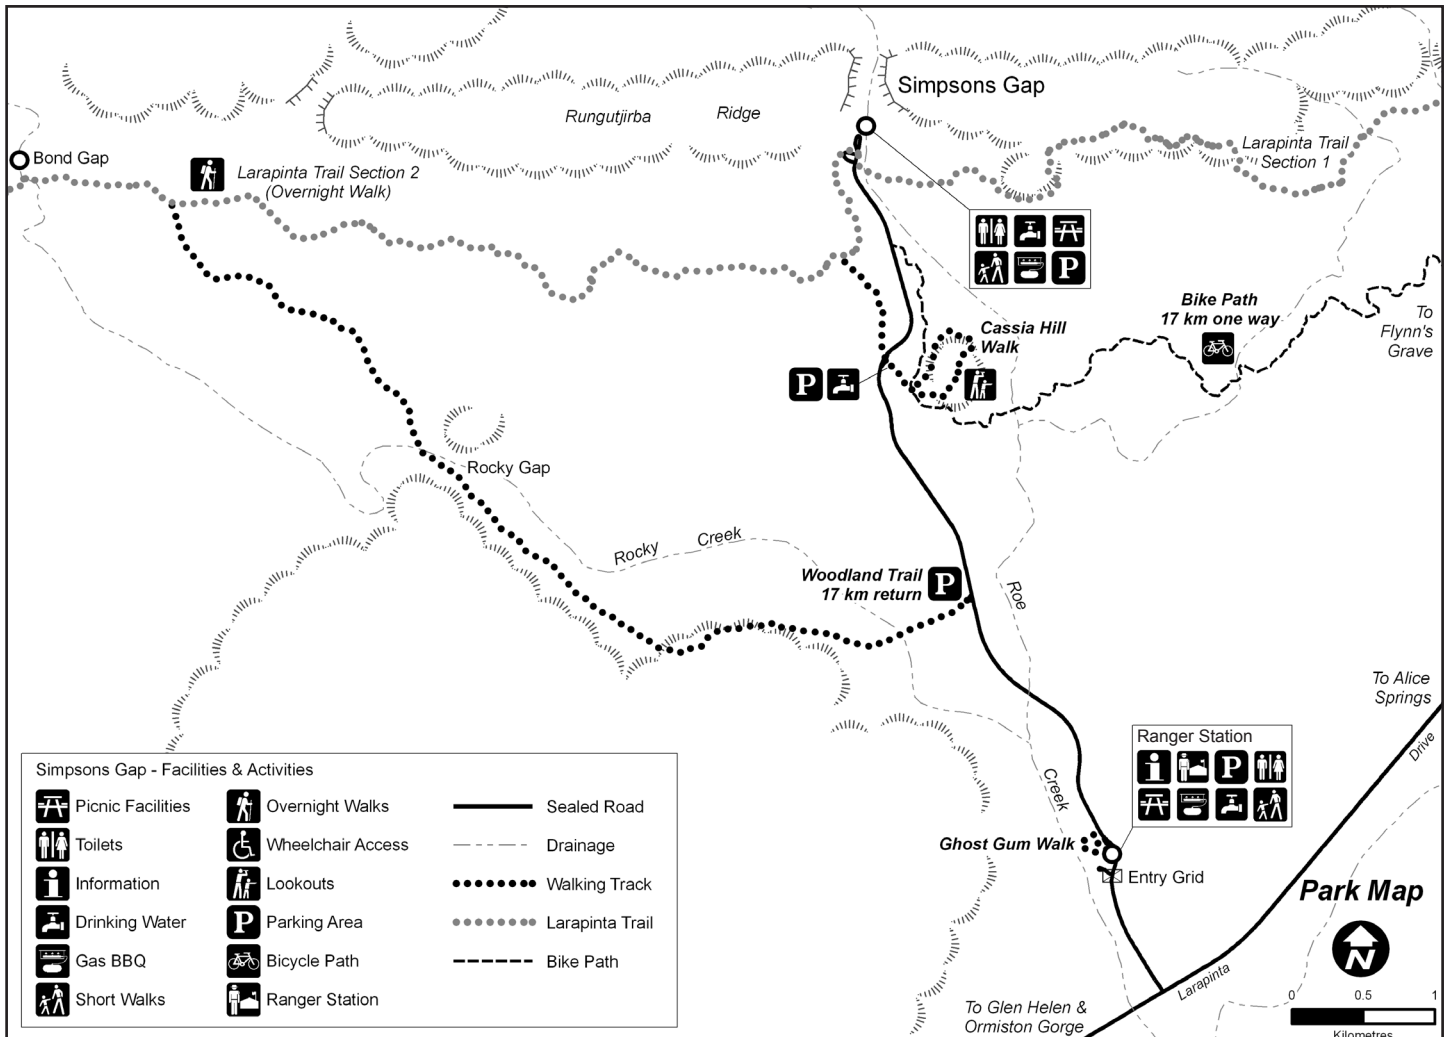 Simpsons Gap
Rungutjirba Ridge
Bond Gap
Larapinta Trail Section 2
(Overnight Walk)
Larapinta Trail
Section 1
P
Bike Path
17 km one way
To
Flynn's
Grave
Cassia Hill
Walk
P
Rocky Gap
Rocky Creek
Woodland Trail
17 km return
P
Roe
Creek
To Alice
Springs
Drive
Larapinta
Ranger Station
P
Ghost Gum Walk
Entry Grid
To Glen Helen &
Ormiston Gorge
Park Map
N
0 0.5 1
Kilometres
Simpsons Gap - Facilities & Activities
Picnic Facilities
Toilets
Information
Drinking Water
Gas BBQ
Short Walks
Overnight Walks
Wheelchair Access
Lookouts
P Parking Area
Bicycle Path
Ranger Station
Sealed Road
Drainage
Walking Track
Larapinta Trail
Bike Path